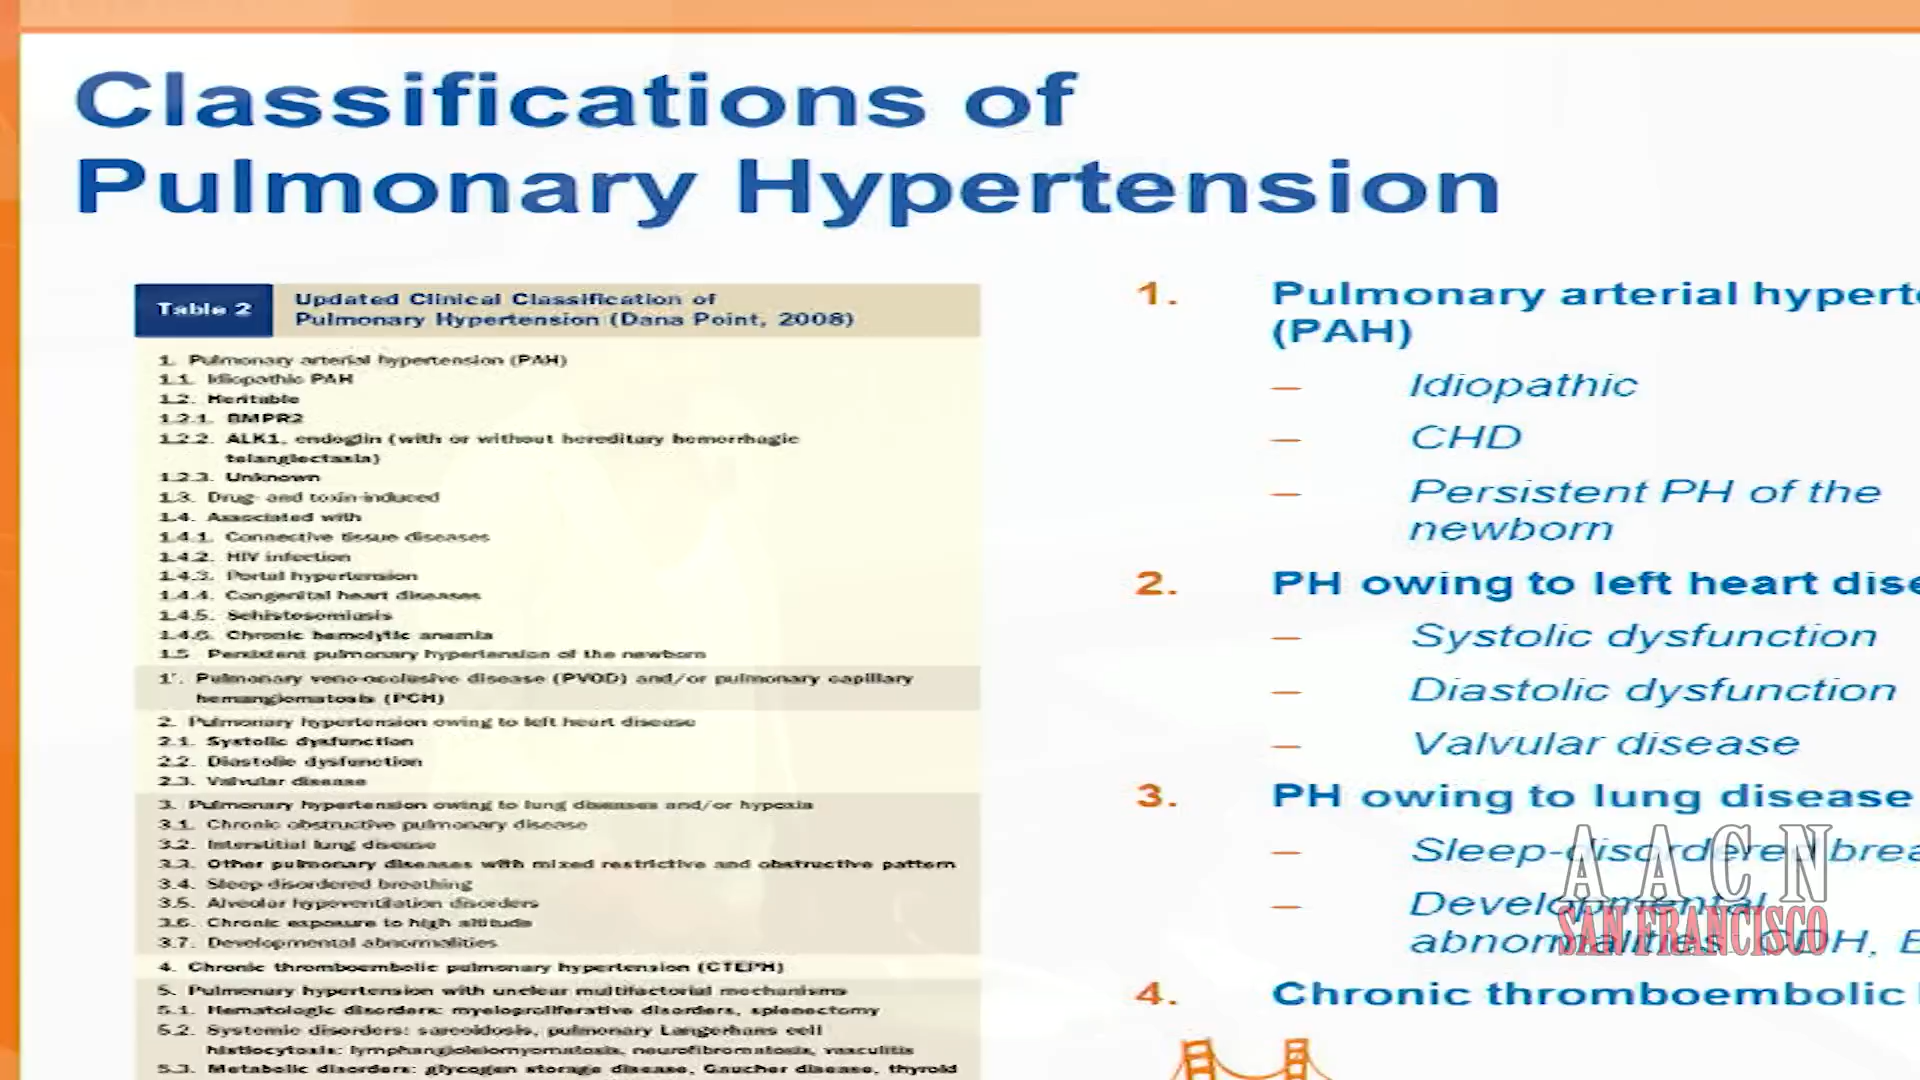 Classifications of
Pulmonary Hypertension
Table 2
Updated Clinical Classification of
Pulmonary Hypertension (Dana Point, 2008)
1. Pulmonary arterial hypertension (PAH)
1.1. Idiopathic PAH
1.2. Heritable
1.2.1. BMPR2
1.2.2. ALK1, endoglin (with or without hereditary hemorrhagic
telangiectasia)
1.2.3. Unknown
1.3. Drug- and toxin-induced
1.4. Associated with
1.4.1. Connective tissue diseases
1.4.2. HIV infection
1.4.3. Portal hypertension
1.4.4. Congenital heart diseases
1.4.5. Schistosomiasis
1.4.6. Chronic hemolytic anemia
1.5 Persistent pulmonary hypertension of the newborn
1'. Pulmonary veno-occlusive disease (PVOD) and/or pulmonary capillary
hemangiomatosis (PCH)
2. Pulmonary hypertension owing to left heart disease
2.1. Systolic dysfunction
2.2. Diastolic dysfunction
2.3. Valvular disease
3. Pulmonary hypertension owing to lung diseases and/or hypoxia
3.1. Chronic obstructive pulmonary disease
3.2. Interstitial lung disease
3.3. Other pulmonary diseases with mixed restrictive and obstructive pattern
3.4. Sleep-disordered breathing
3.5. Alveolar hypoventilation disorders
3.6. Chronic exposure to high altitude
3.7. Developmental abnormalities
4. Chronic thromboembolic pulmonary hypertension (CTEPH)
5. Pulmonary hypertension with unclear multifactorial mechanisms
5.1. Hematologic disorders: myeloproliferative disorders, splenectomy
5.2. Systemic disorders: sarcoidosis, pulmonary Langerhans cell
histiocytosis: lymphangioleiomyomatosis, neurofibromatosis, vasculitis
5.3. Metabolic disorders: glycogen storage disease, Gaucher disease, thyroid
1. Pulmonary arterial hyperte
(PAH)
– Idiopathic
– CHD
– Persistent PH of the
newborn
2. PH owing to left heart dise
– Systolic dysfunction
– Diastolic dysfunction
– Valvular disease
3. PH owing to lung disease
– Sleep-disordered brea
– Developmental
abnormalities, CDH, E
4. Chronic thromboembolic
AACN
SAN FRANCISCO